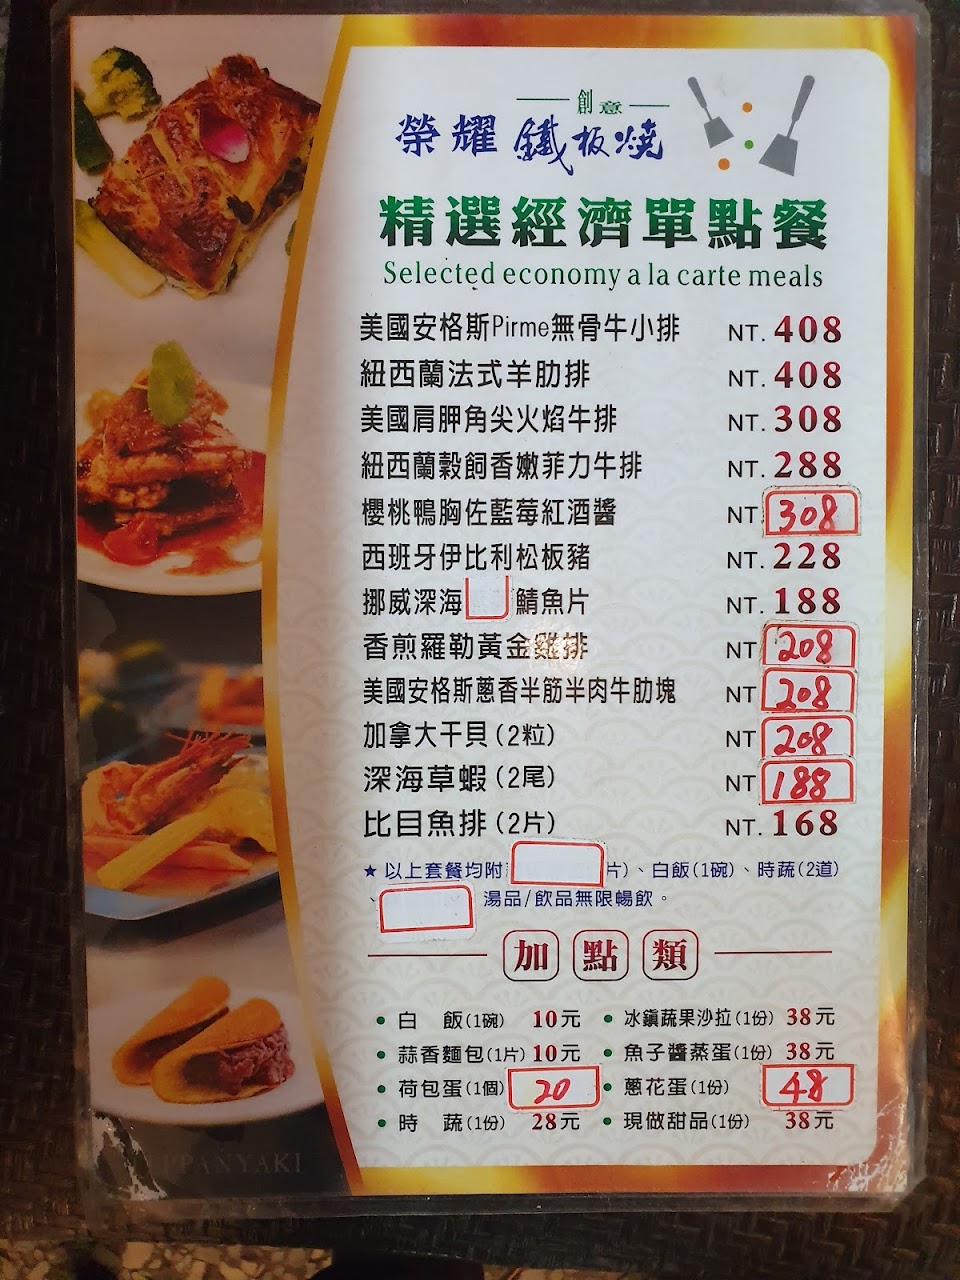 創意
榮耀 鐵板燒
精選經濟單點餐
Selected economy a la carte meals
美國安格斯Pirme無骨牛小排 NT. 408
紐西蘭法式羊肋排 NT. 408
美國肩胛角尖火焰牛排 NT. 308
紐西蘭穀飼香嫩菲力牛排 NT. 288
櫻桃鴨胸佐藍莓紅酒醬 NT 308
西班牙伊比利松板豬 NT. 228
挪威深海 鯖魚片 NT. 188
香煎羅勒黃金雞排 NT 208
美國安格斯蔥香半筋半肉牛肋塊 NT 208
加拿大干貝(2粒) NT 208
深海草蝦(2尾) NT 188
比目魚排(2片) NT. 168
★以上套餐均附 片)、白飯(1碗)、時蔬(2道)
、 湯品/飲品無限暢飲。
加點類
• 白 飯(1碗) 10元 • 冰鎮蔬果沙拉(1份) 38元
• 蒜香麵包(1片) 10元 • 魚子醬蒸蛋(1份) 38元
• 荷包蛋(1個) 20 • 蔥花蛋(1份) 48
• 時 蔬(1份) 28元 • 現做甜品(1份) 38元
PANYAKI